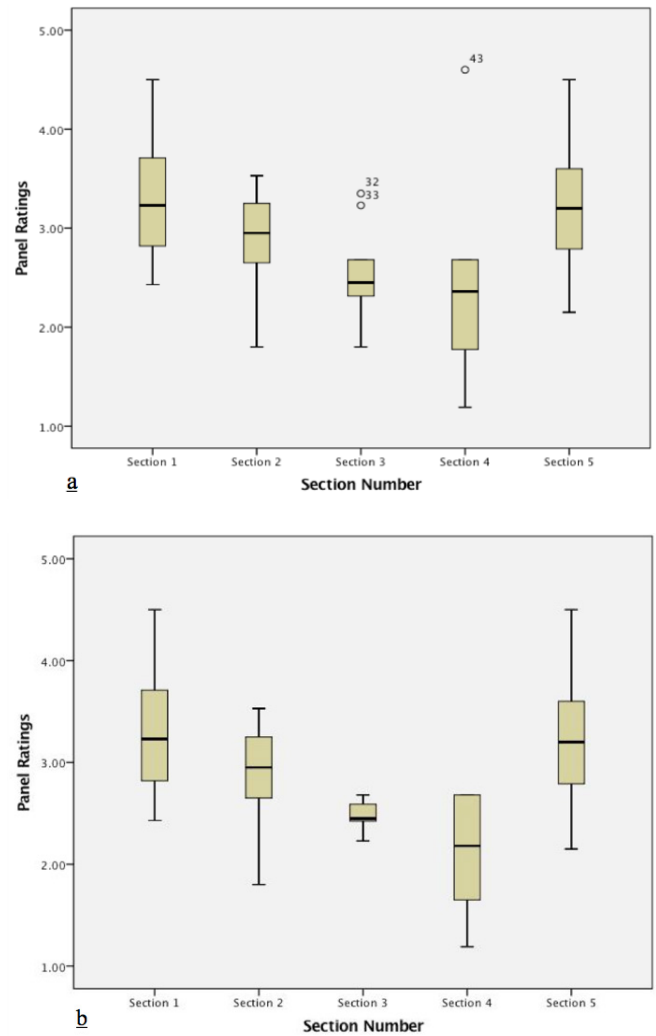 5.00
4.00
3.00
2.00
1.00
Panel Ratings
43
32
33
Section 1 Section 2 Section 3 Section 4 Section 5
Section Number
a
5.00
4.00
3.00
2.00
1.00
Panel Ratings
Section 1 Section 2 Section 3 Section 4 Section 5
Section Number
b